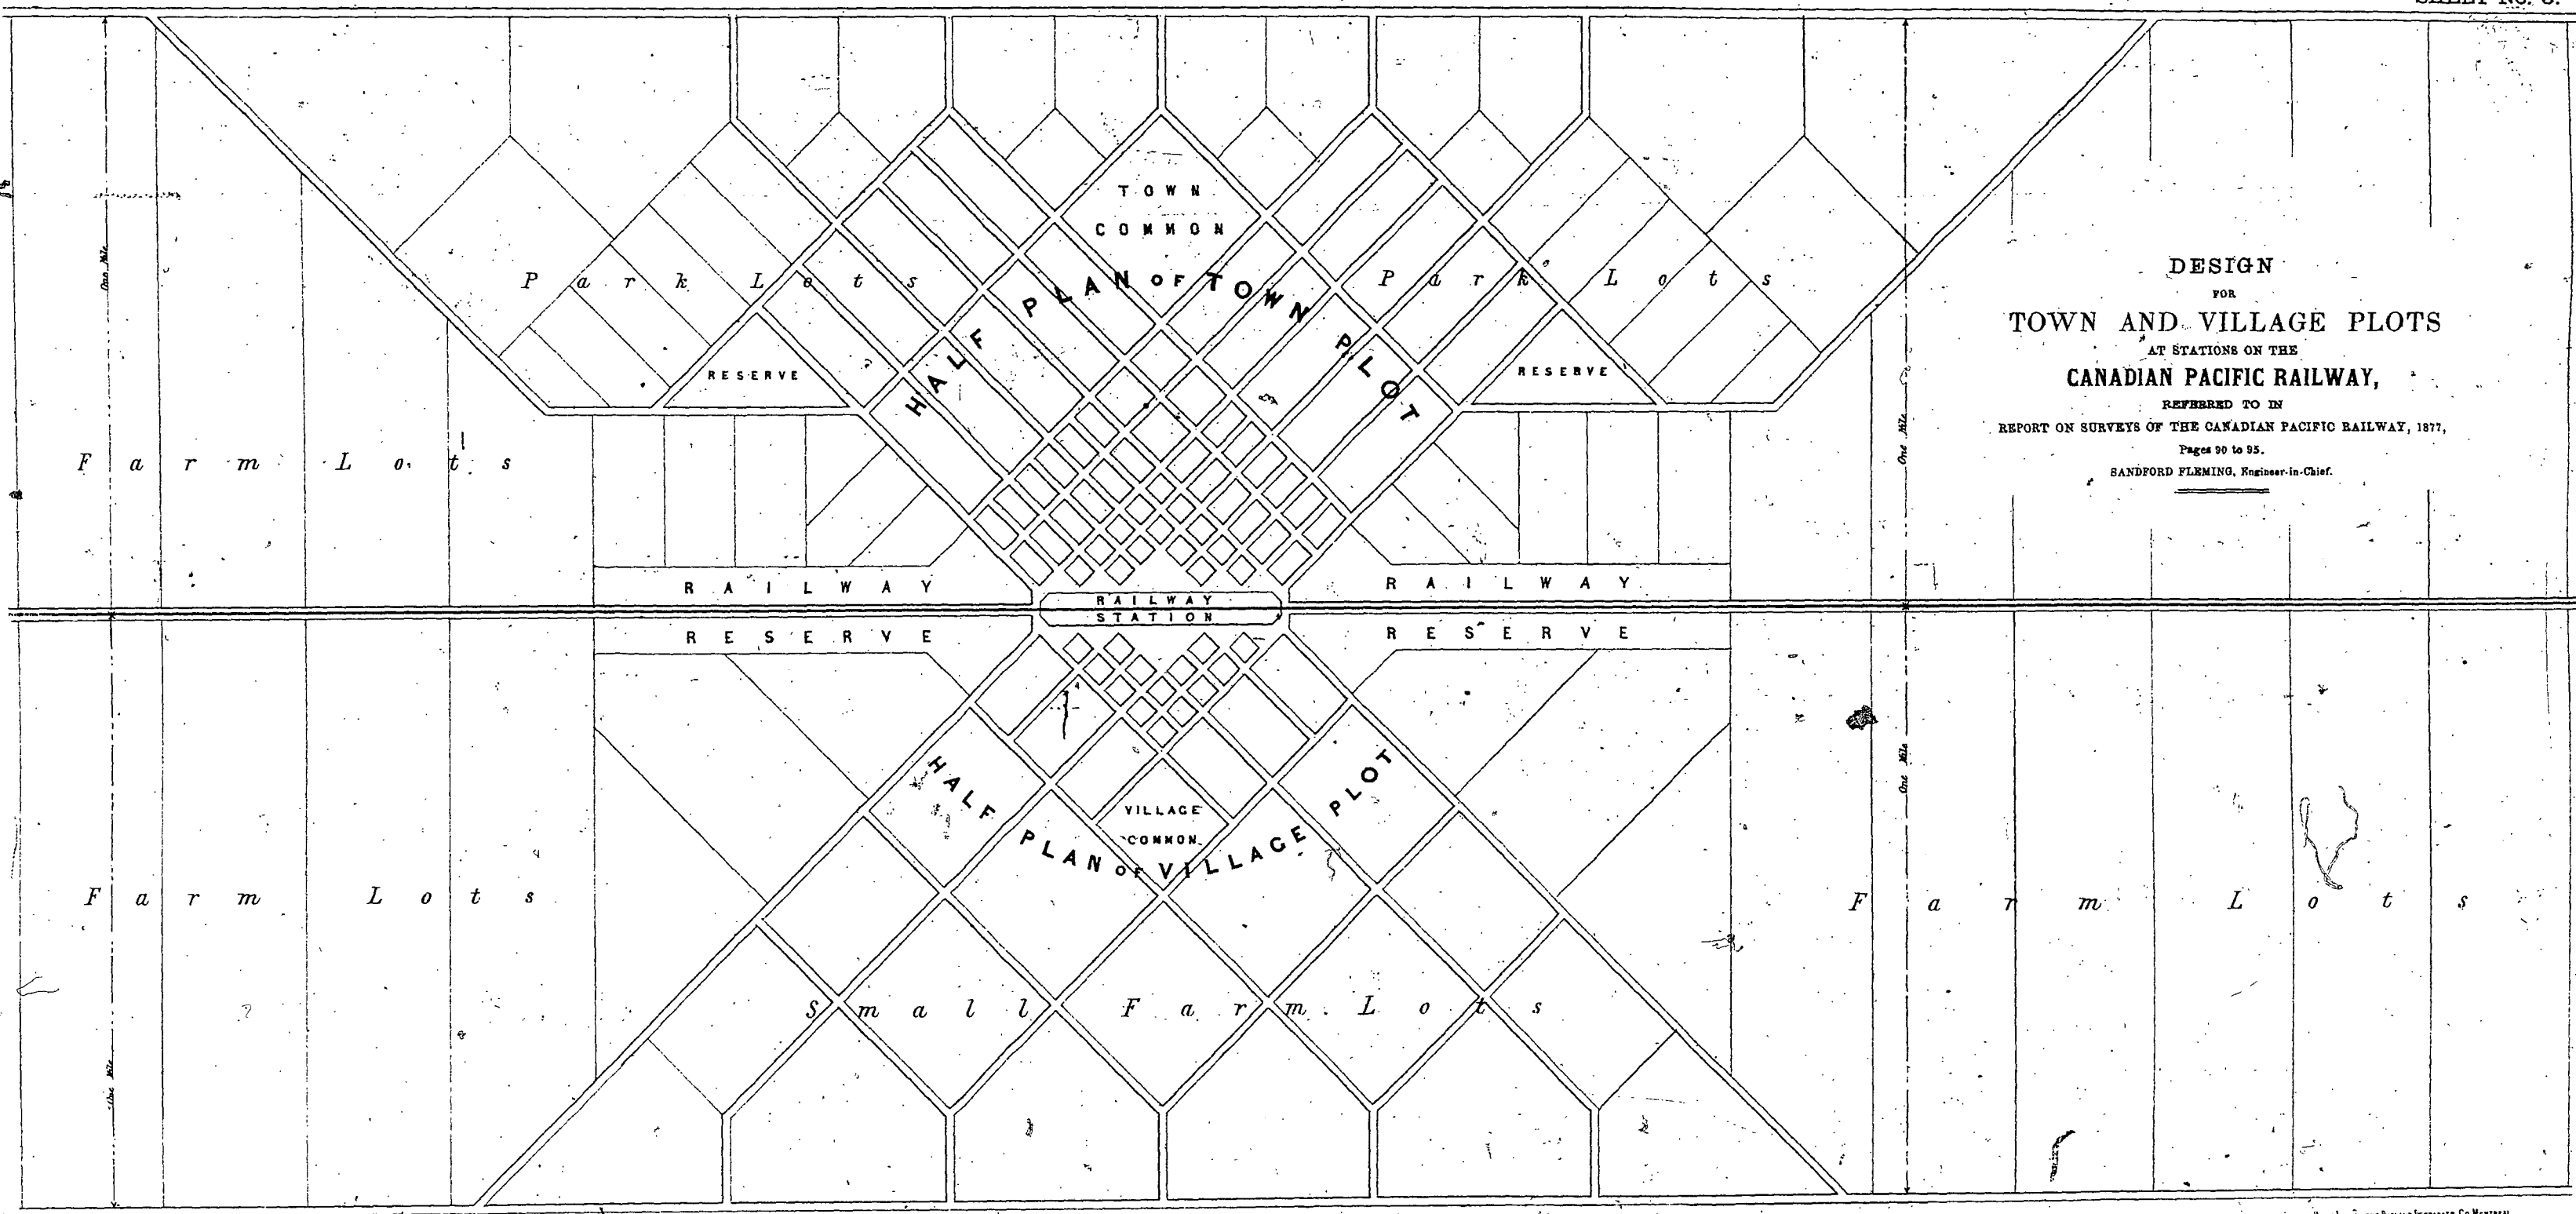 TOWN
COMMON
Park Lots
HALF PLAN OF TOWN PLOT
Park Lots
RESERVE
RESERVE
DESIGN
FOR
TOWN AND VILLAGE PLOTS
AT STATIONS ON THE
CANADIAN PACIFIC RAILWAY,
REFERRED TO IN
REPORT ON SURVEYS OF THE CANADIAN PACIFIC RAILWAY, 1877,
Pages 90 to 95.
SANDFORD FLEMING, Engineer-in-Chief.
One Mile
One Mile
Farm Lots
RAILWAY
RAILWAY
RAILWAY
STATION
RESERVE
RESERVE
One Mile
One Mile
HALF PLAN OF VILLAGE PLOT
VILLAGE
COMMON
Farm Lots
Farm Lots
Small Farm Lots